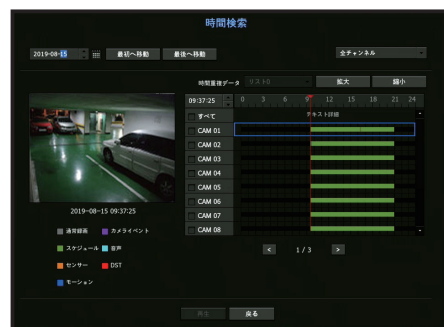 時間検索
2019-08-15 最初へ移動 最後へ移動 全チャンネル
時間重複データ リスト0 拡大 縮小
09:37:25 0 3 6 9 12 15 18 21 24
すべて テキスト詳細
CAM 01
CAM 02
CAM 03
CAM 04
CAM 05
CAM 06
CAM 07
CAM 08
2019-08-15 09:37:25
通常録画 カメライベント
スケジュール 音声
センサー DST
モーション
< 1 / 3 >
再生 戻る